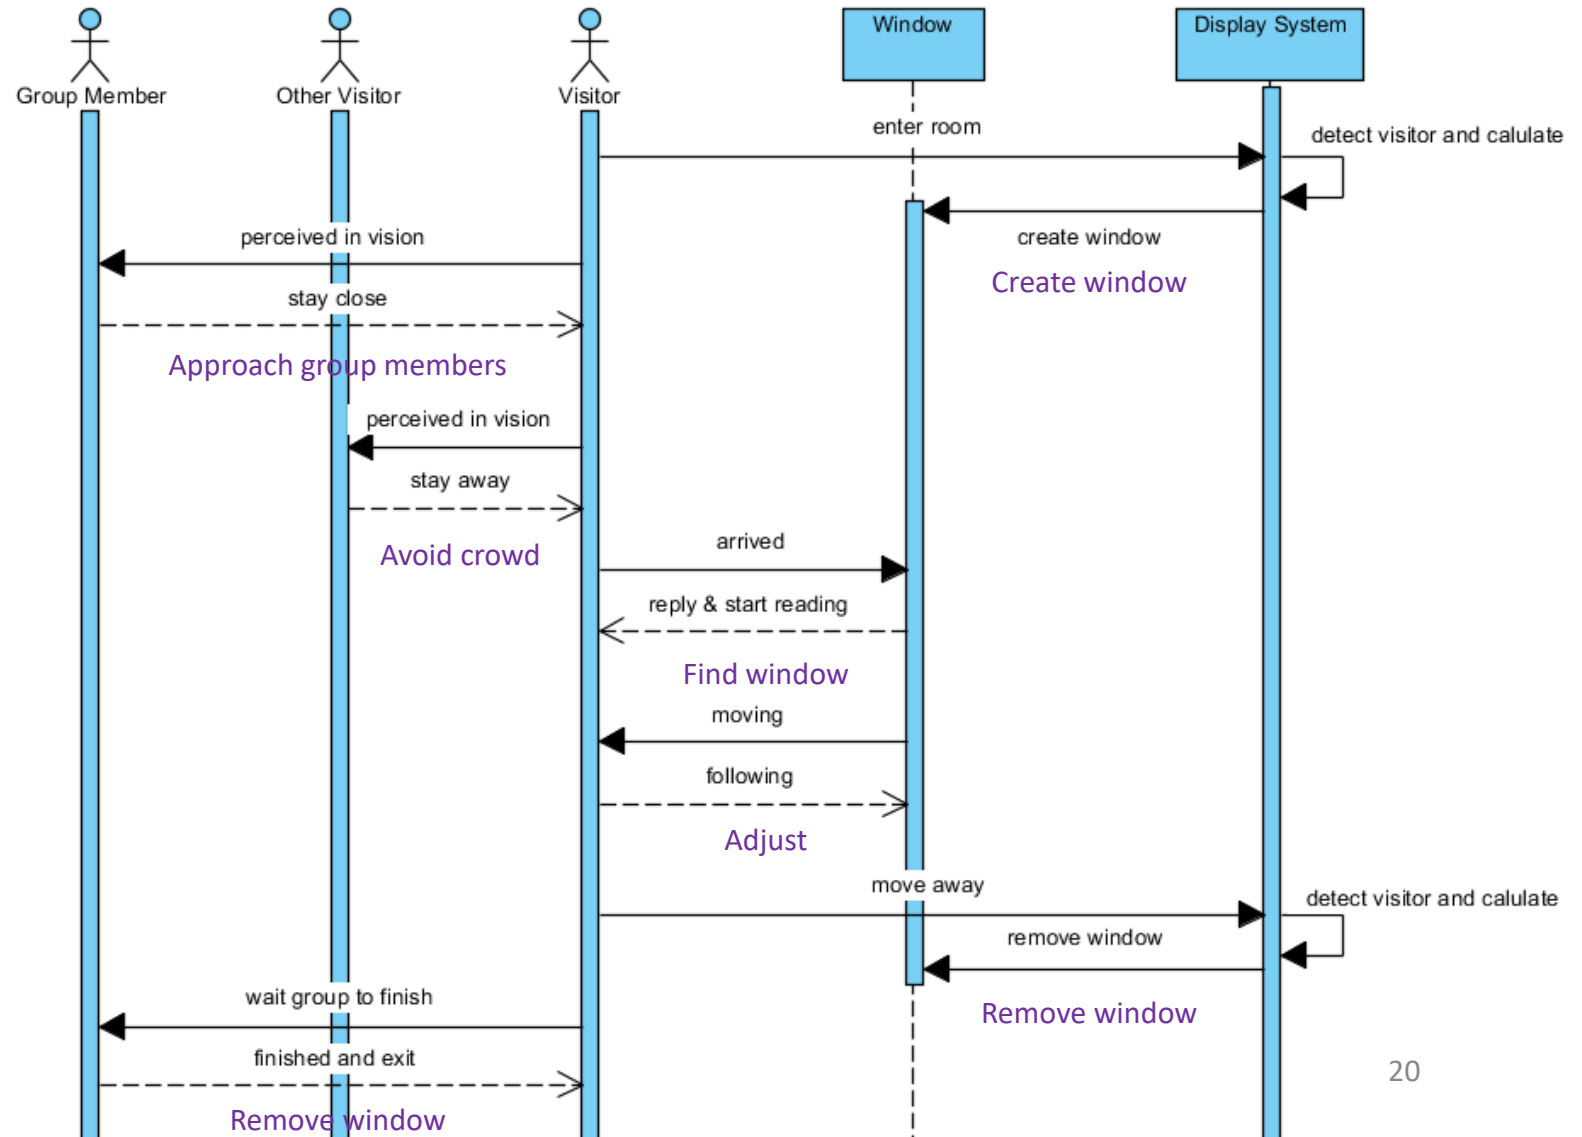 Group Member
Other Visitor
Visitor
Window
Display System
enter room
detect visitor and calulate
create window
Create window
perceived in vision
stay close
Approach group members
perceived in vision
stay away
Avoid crowd
arrived
reply & start reading
Find window
moving
following
Adjust
move away
detect visitor and calulate
remove window
Remove window
wait group to finish
finished and exit
Remove window
20